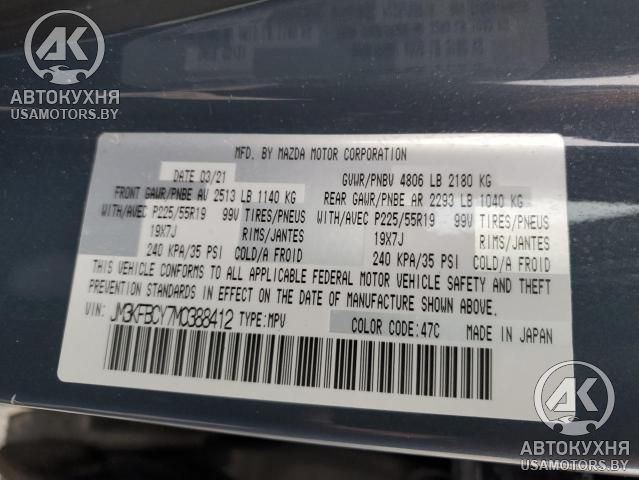 AK
АВТОКУХНЯ
USAMOTORS.BY
MFD. BY MAZDA MOTOR CORPORATION
DATE 03/21 GVWR/PNBV 4806 LB 2180 KG
FRONT GAWR/PNBE AV 2513 LB 1140 KG REAR GAWR/PNBE AR 2293 LB 1040 KG
WITH/AVEC P225/55R19 99V TIRES/PNEUS WITH/AVEC P225/55R19 99V TIRES/PNEUS
19X7J RIMS/JANTES 19X7J RIMS/JANTES
240 KPA/35 PSI COLD/A FROID 240 KPA/35 PSI COLD/A FROID
THIS VEHICLE CONFORMS TO ALL APPLICABLE FEDERAL MOTOR VEHICLE SAFETY AND THEFT
PREVENTION STANDARDS IN EFFECT ON THE DATE OF MANUFACTURE SHOWN ABOVE.
VIN: JM3KFBCY7M0388412 TYPE:MPV COLOR CODE:47C MADE IN JAPAN
AK
АВТОКУХНЯ
USAMOTORS.BY